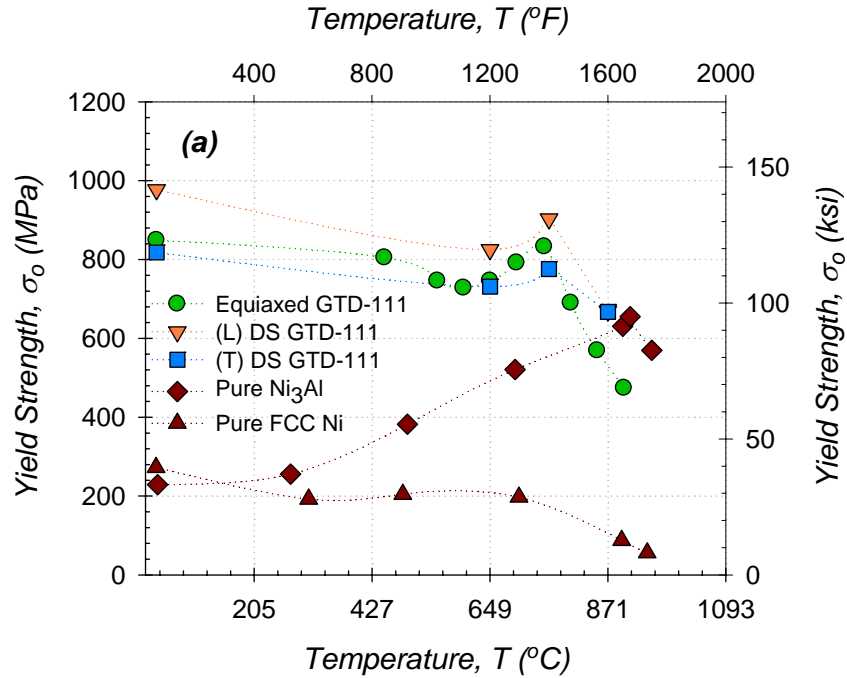 Temperature, T (°F)
400 800 1200 1600 2000
(a)
Yield Strength, σo (MPa)
1200
1000
800
600
400
200
0
Equiaxed GTD-111
(L) DS GTD-111
(T) DS GTD-111
Pure Ni3Al
Pure FCC Ni
150
100
50
0
Yield Strength, σo (ksi)
205 427 649 871 1093
Temperature, T (°C)